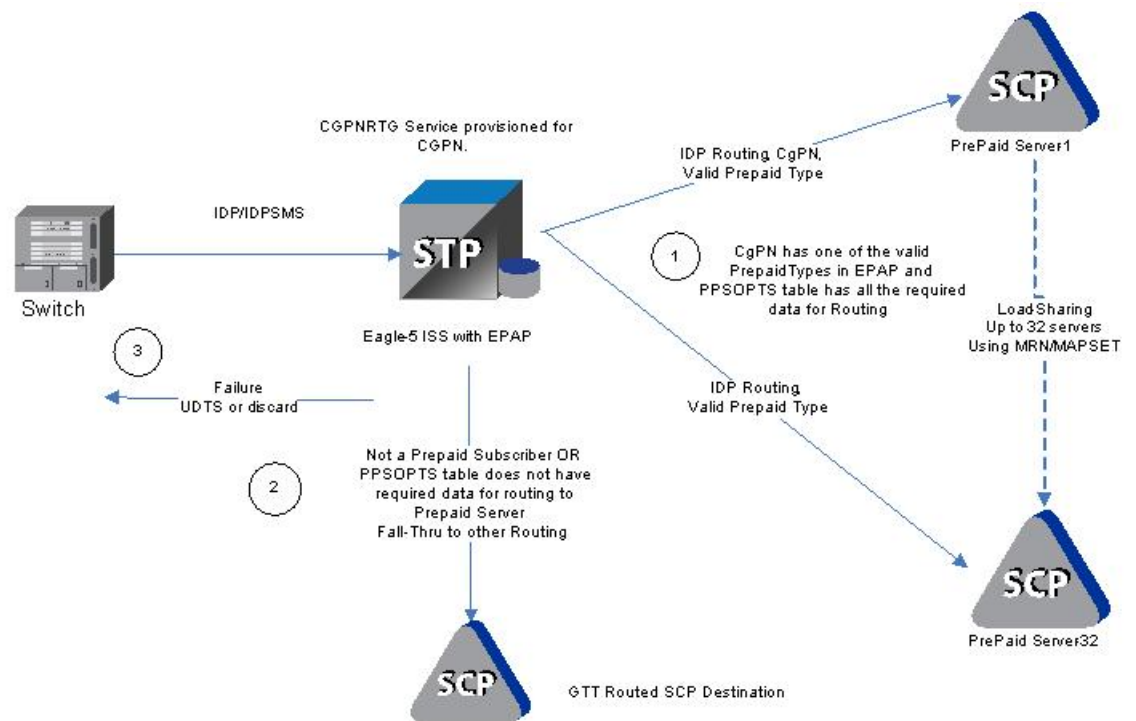 SCP
PrePaid Server1
CGPNRTG Service provisioned for
CGPN.
IDP Routing, CgPN,
Valid Prepaid Type
IDP/IDPSMS
STP
Switch
Eagle-5 ISS with EPAP
1
CgPN has one of the valid
PrepaidTypes in EPAP and
PPSOPTS table has all the required
data for Routing
Load-Sharing
Up to 32 servers
Using MRN/MAPSET
3
Failure
UDTS or discard
IDP Routing,
Valid Prepaid Type
2
Not a Prepaid Subscriber OR
PPSOPTS table does not have
required data for routing to
Prepaid Server
Fall-Thru to other Routing
SCP
PrePaid Server32
SCP
GTT Routed SCP Destination